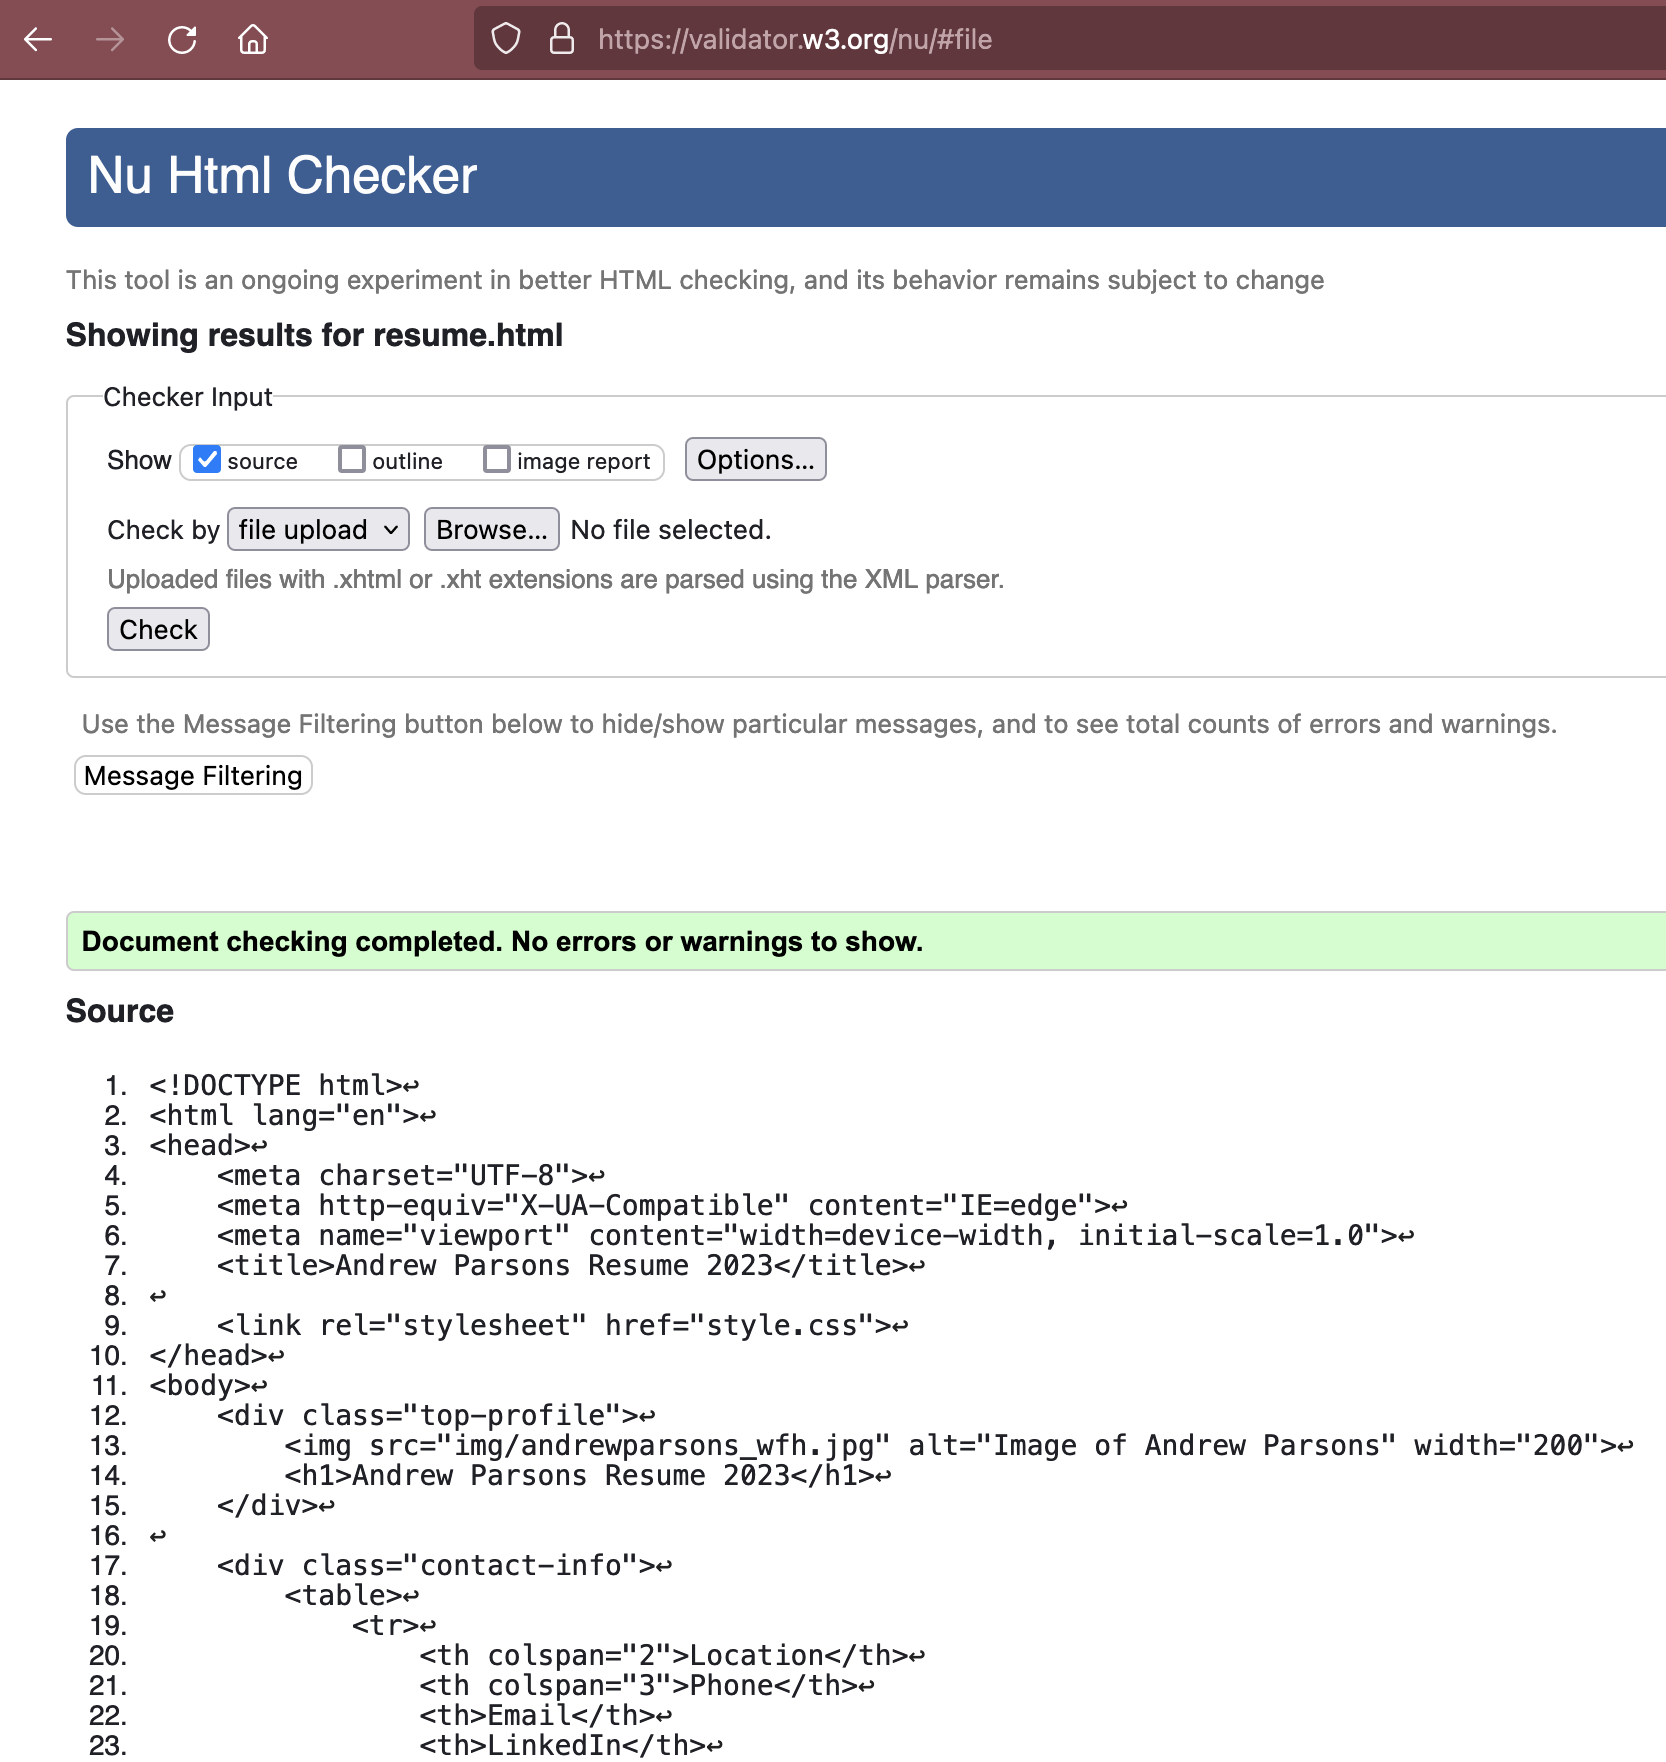 https://validator.w3.org/nu/#file
Nu Html Checker
This tool is an ongoing experiment in better HTML checking, and its behavior remains subject to change
Showing results for resume.html
Checker Input
Show source outline image report Options...
Check by file upload Browse... No file selected.
Uploaded files with .xhtml or .xht extensions are parsed using the XML parser.
Check
Use the Message Filtering button below to hide/show particular messages, and to see total counts of errors and warnings.
Message Filtering
Document checking completed. No errors or warnings to show.
Source
1. <!DOCTYPE html>↩
2. <html lang="en">↩
3. <head>↩
4.     <meta charset="UTF-8">↩
5.     <meta http-equiv="X-UA-Compatible" content="IE=edge">↩
6.     <meta name="viewport" content="width=device-width, initial-scale=1.0">↩
7.     <title>Andrew Parsons Resume 2023</title>↩
8. ↩
9.     <link rel="stylesheet" href="style.css">↩
10. </head>↩
11. <body>↩
12.     <div class="top-profile">↩
13.         <img src="img/andrewparsons_wfh.jpg" alt="Image of Andrew Parsons" width="200">↩
14.         <h1>Andrew Parsons Resume 2023</h1>↩
15.     </div>↩
16. ↩
17.     <div class="contact-info">↩
18.         <table>↩
19.             <tr>↩
20.                 <th colspan="2">Location</th>↩
21.                 <th colspan="3">Phone</th>↩
22.                 <th>Email</th>↩
23.                 <th>LinkedIn</th>↩